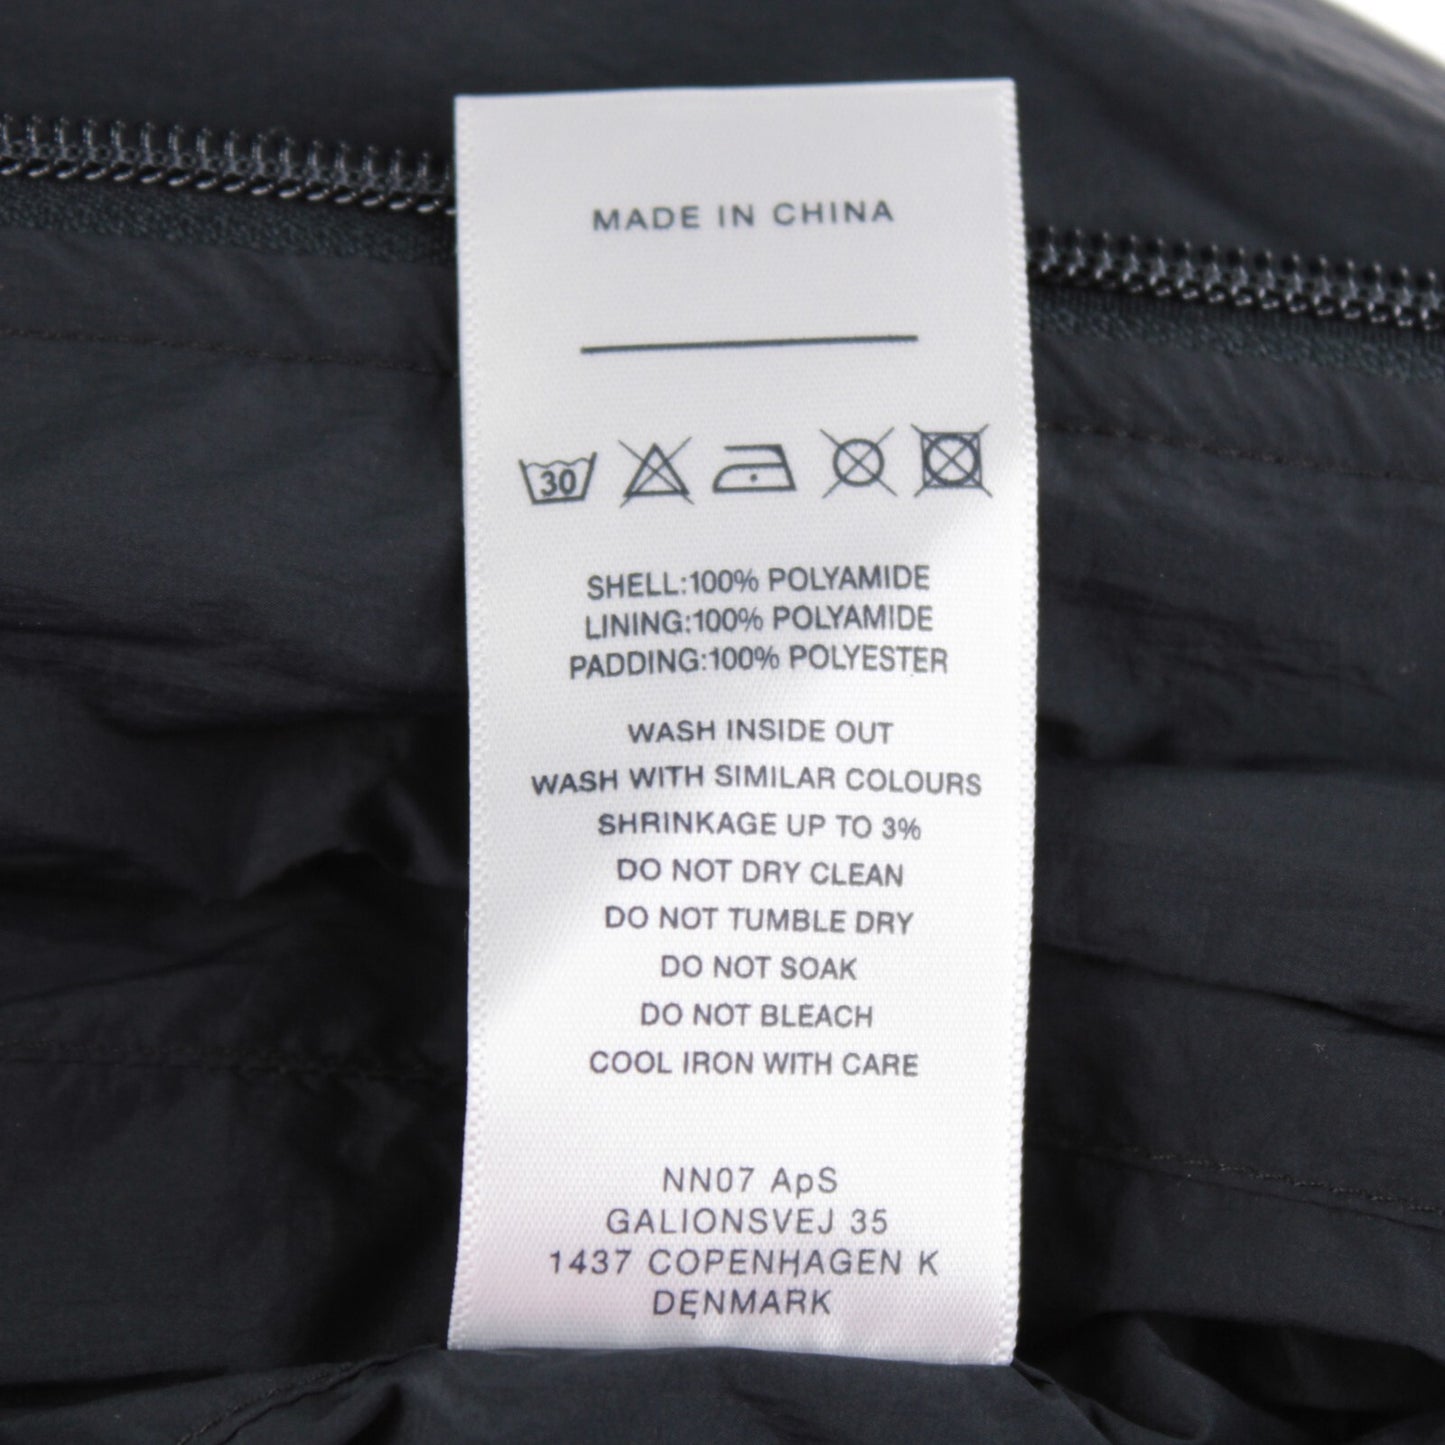 MADE IN CHINA
30
SHELL:100% POLYAMIDE
LINING:100% POLYAMIDE
PADDING:100% POLYESTER
WASH INSIDE OUT
WASH WITH SIMILAR COLOURS
SHRINKAGE UP TO 3%
DO NOT DRY CLEAN
DO NOT TUMBLE DRY
DO NOT SOAK
DO NOT BLEACH
COOL IRON WITH CARE
NN07 ApS
GALIONSVEJ 35
1437 COPENHAGEN K
DENMARK